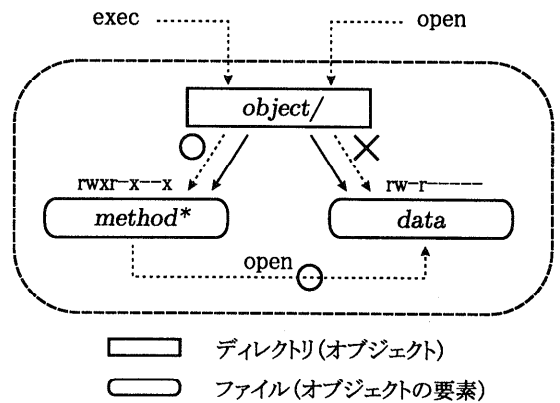 exec
open
object/
rwxr-x--x
rw-r-----
method*
data
open
ディレクトリ(オブジェクト)
ファイル(オブジェクトの要素)